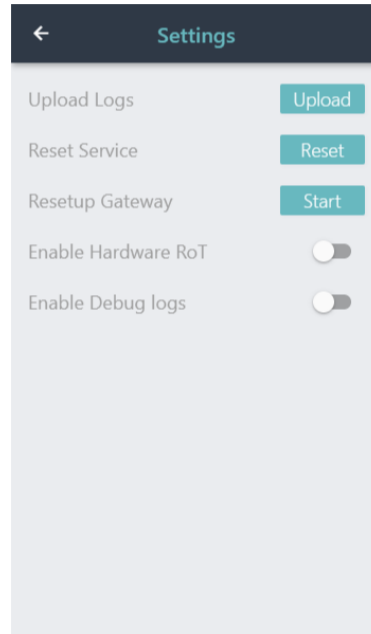 Settings
Upload Logs Upload
Reset Service Reset
Resetup Gateway Start
Enable Hardware RoT
Enable Debug logs